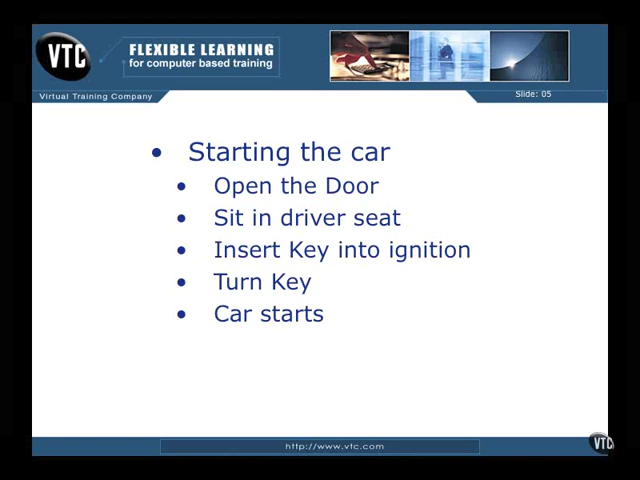 VTC
FLEXIBLE LEARNING
for computer based training
Virtual Training Company
Slide: 05
• Starting the car
• Open the Door
• Sit in driver seat
• Insert Key into ignition
• Turn Key
• Car starts
http://www.vtc.com
VTC